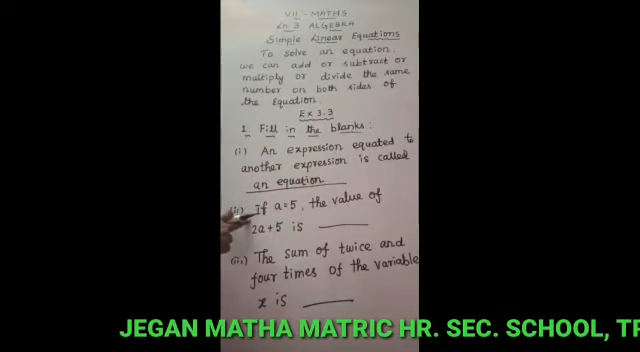 VII - MATHS
Ln 3 ALGEBRA
Simple Linear Equations
To solve an equation,
we can add or subtract or
multiply or divide the same
number on both sides of
the Equation.
Ex 3.3
1. Fill in the blanks:
(i) An expression equated to
another expression is called
an equation
(ii) If a=5, the value of
2a+5 is ____
(iii) The sum of twice and
four times of the variable
x is ____
JEGAN MATHA MATRIC HR. SEC. SCHOOL, TR